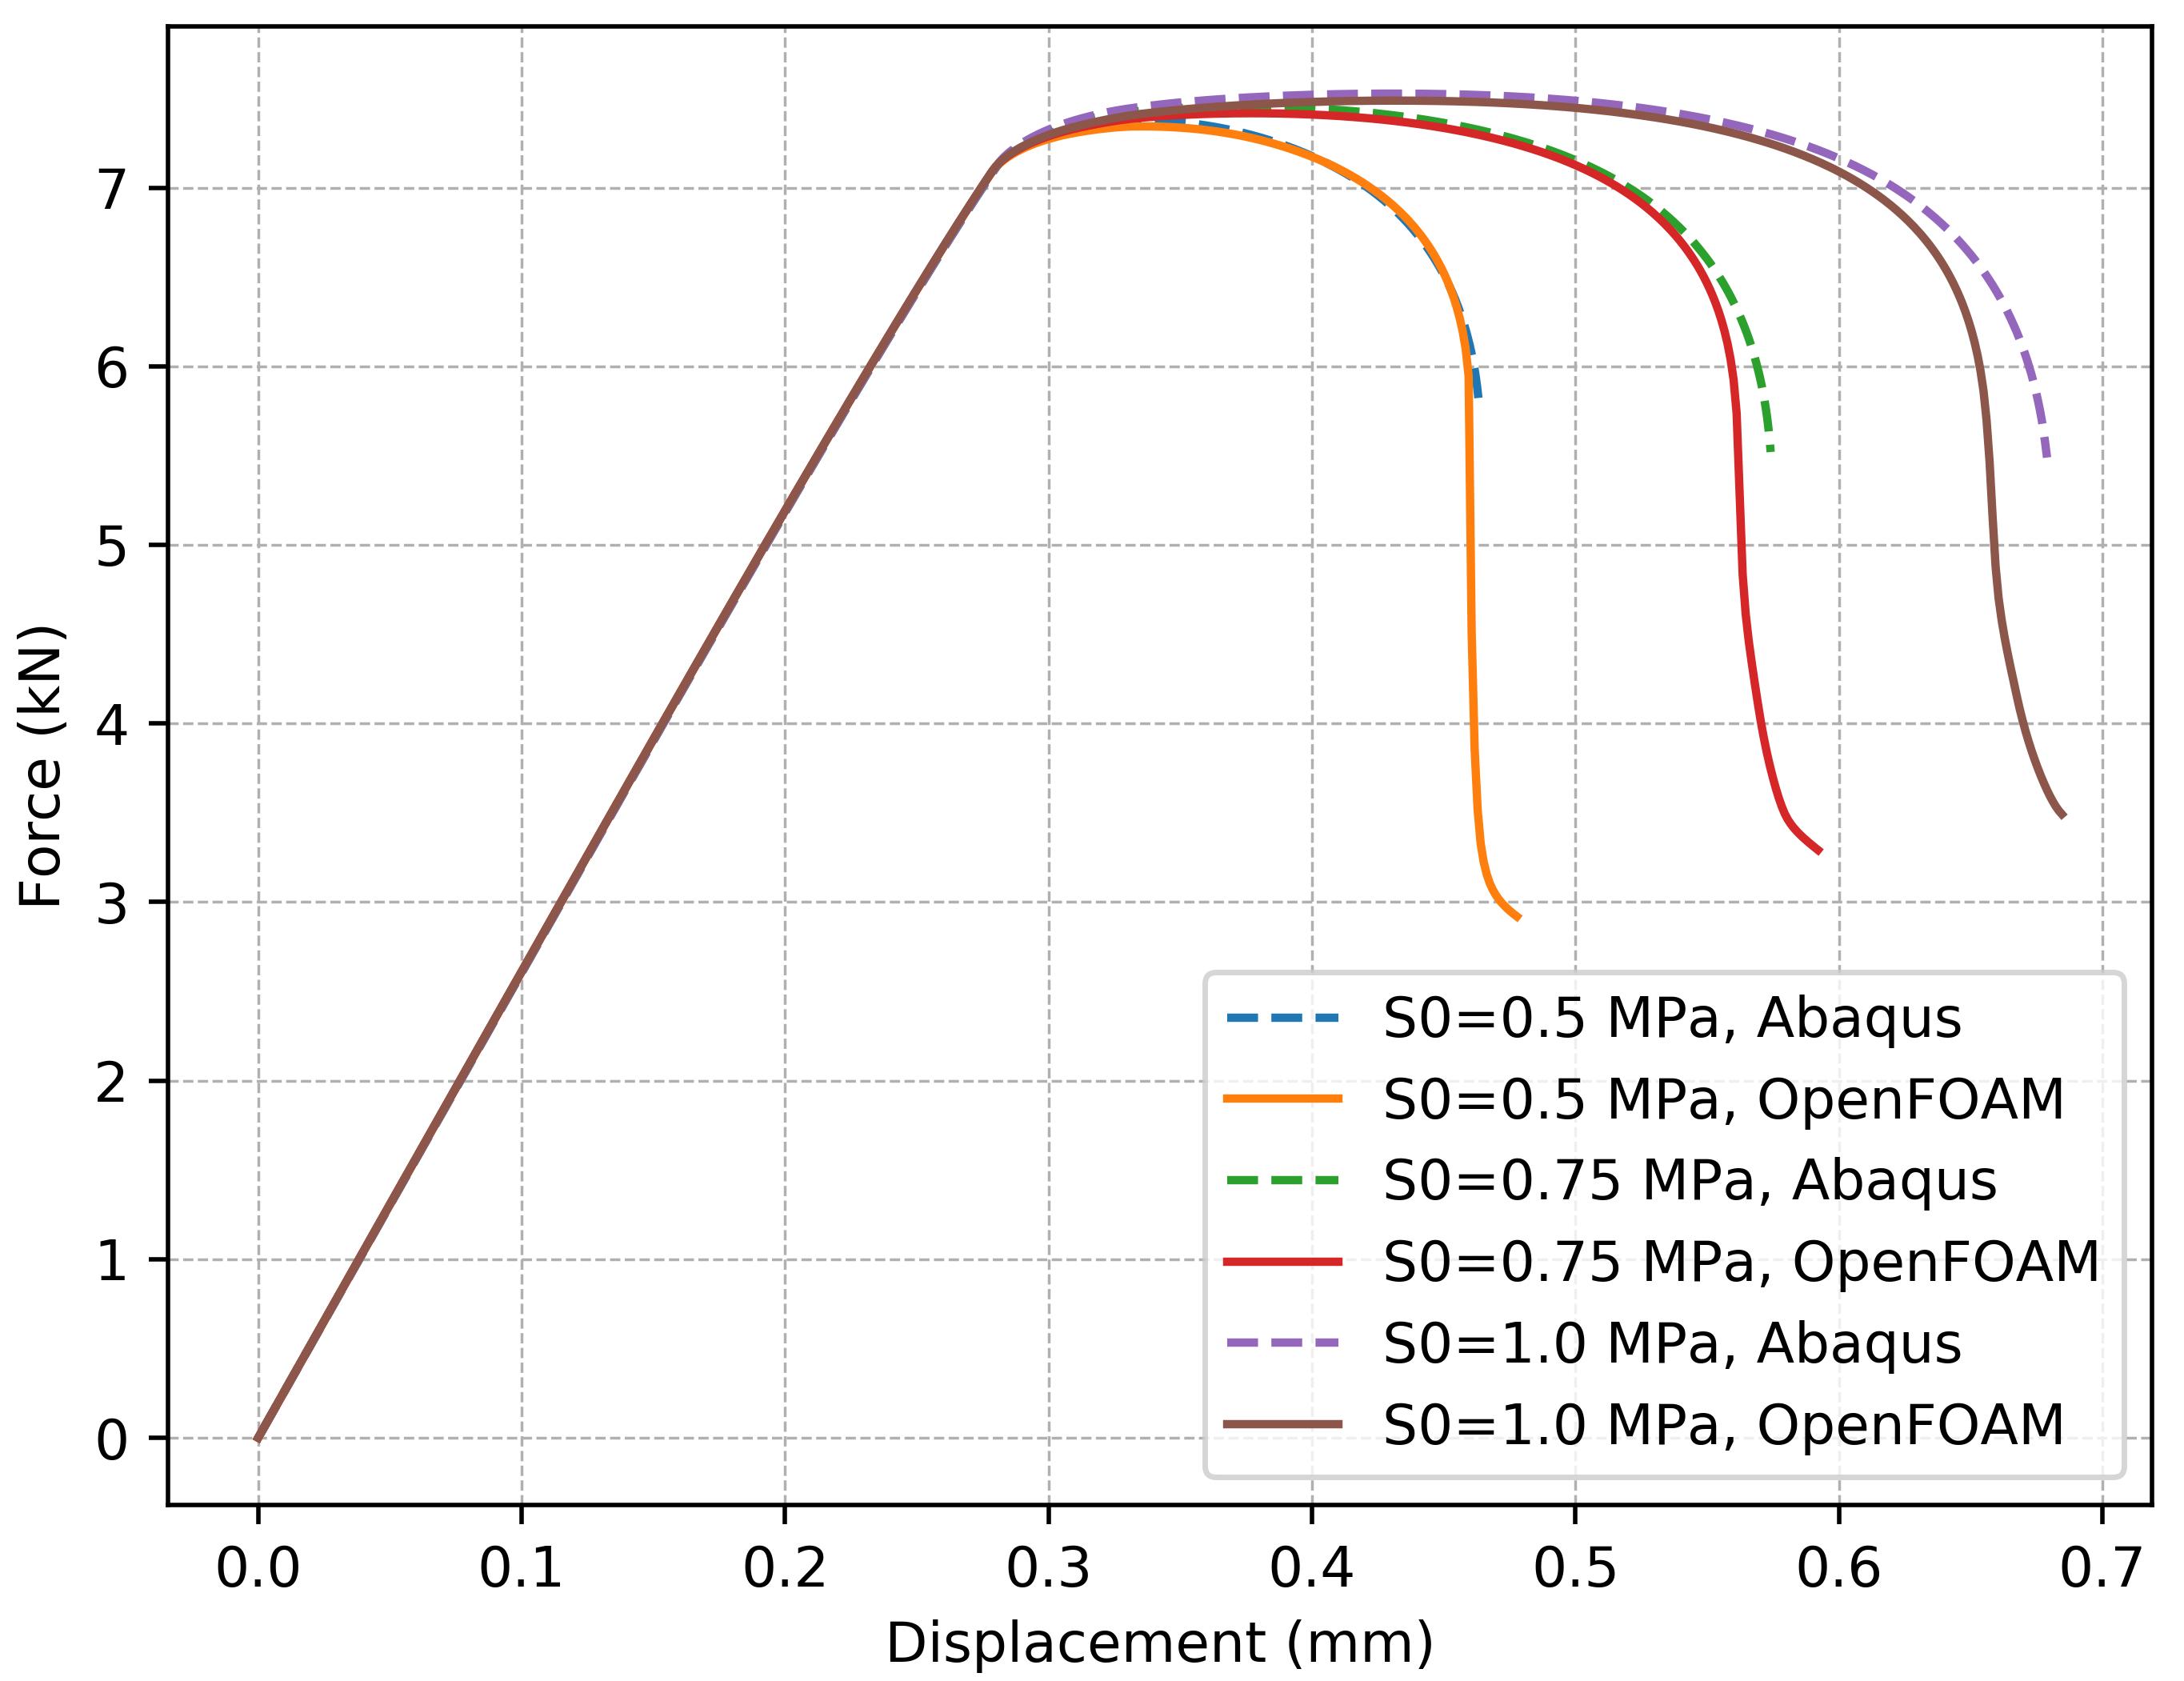 7
6
5
4
3
2
1
0
Force (kN)
S0=0.5 MPa, Abaqus
S0=0.5 MPa, OpenFOAM
S0=0.75 MPa, Abaqus
S0=0.75 MPa, OpenFOAM
S0=1.0 MPa, Abaqus
S0=1.0 MPa, OpenFOAM
0.0 0.1 0.2 0.3 0.4 0.5 0.6 0.7
Displacement (mm)